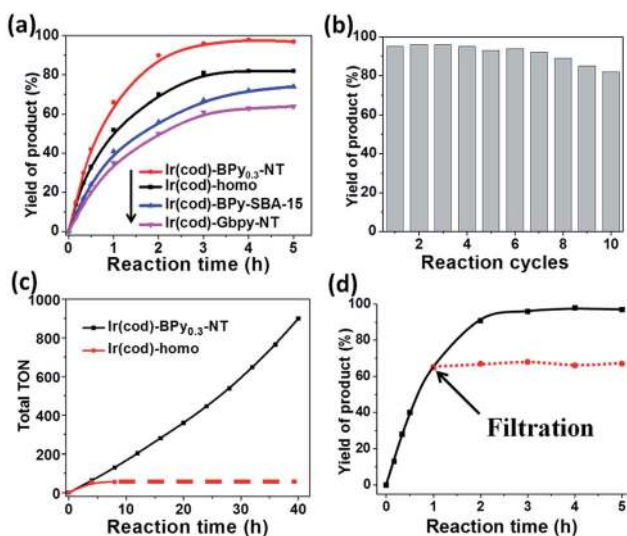 (a)
100
80
60
40
20
0
Yield of product (%)
Ir(cod)-BPy0.3-NT
Ir(cod)-homo
Ir(cod)-BPy-SBA-15
Ir(cod)-Gbpy-NT
0 1 2 3 4 5
Reaction time (h)
(b)
100
80
60
40
20
0
Yield of product (%)
2 4 6 8 10
Reaction cycles
(c)
1000
800
600
400
200
0
Total TON
Ir(cod)-BPy0.3-NT
Ir(cod)-homo
0 10 20 30 40
Reaction time (h)
(d)
100
80
60
40
20
0
Yield of product (%)
Filtration
0 1 2 3 4 5
Reaction time (h)